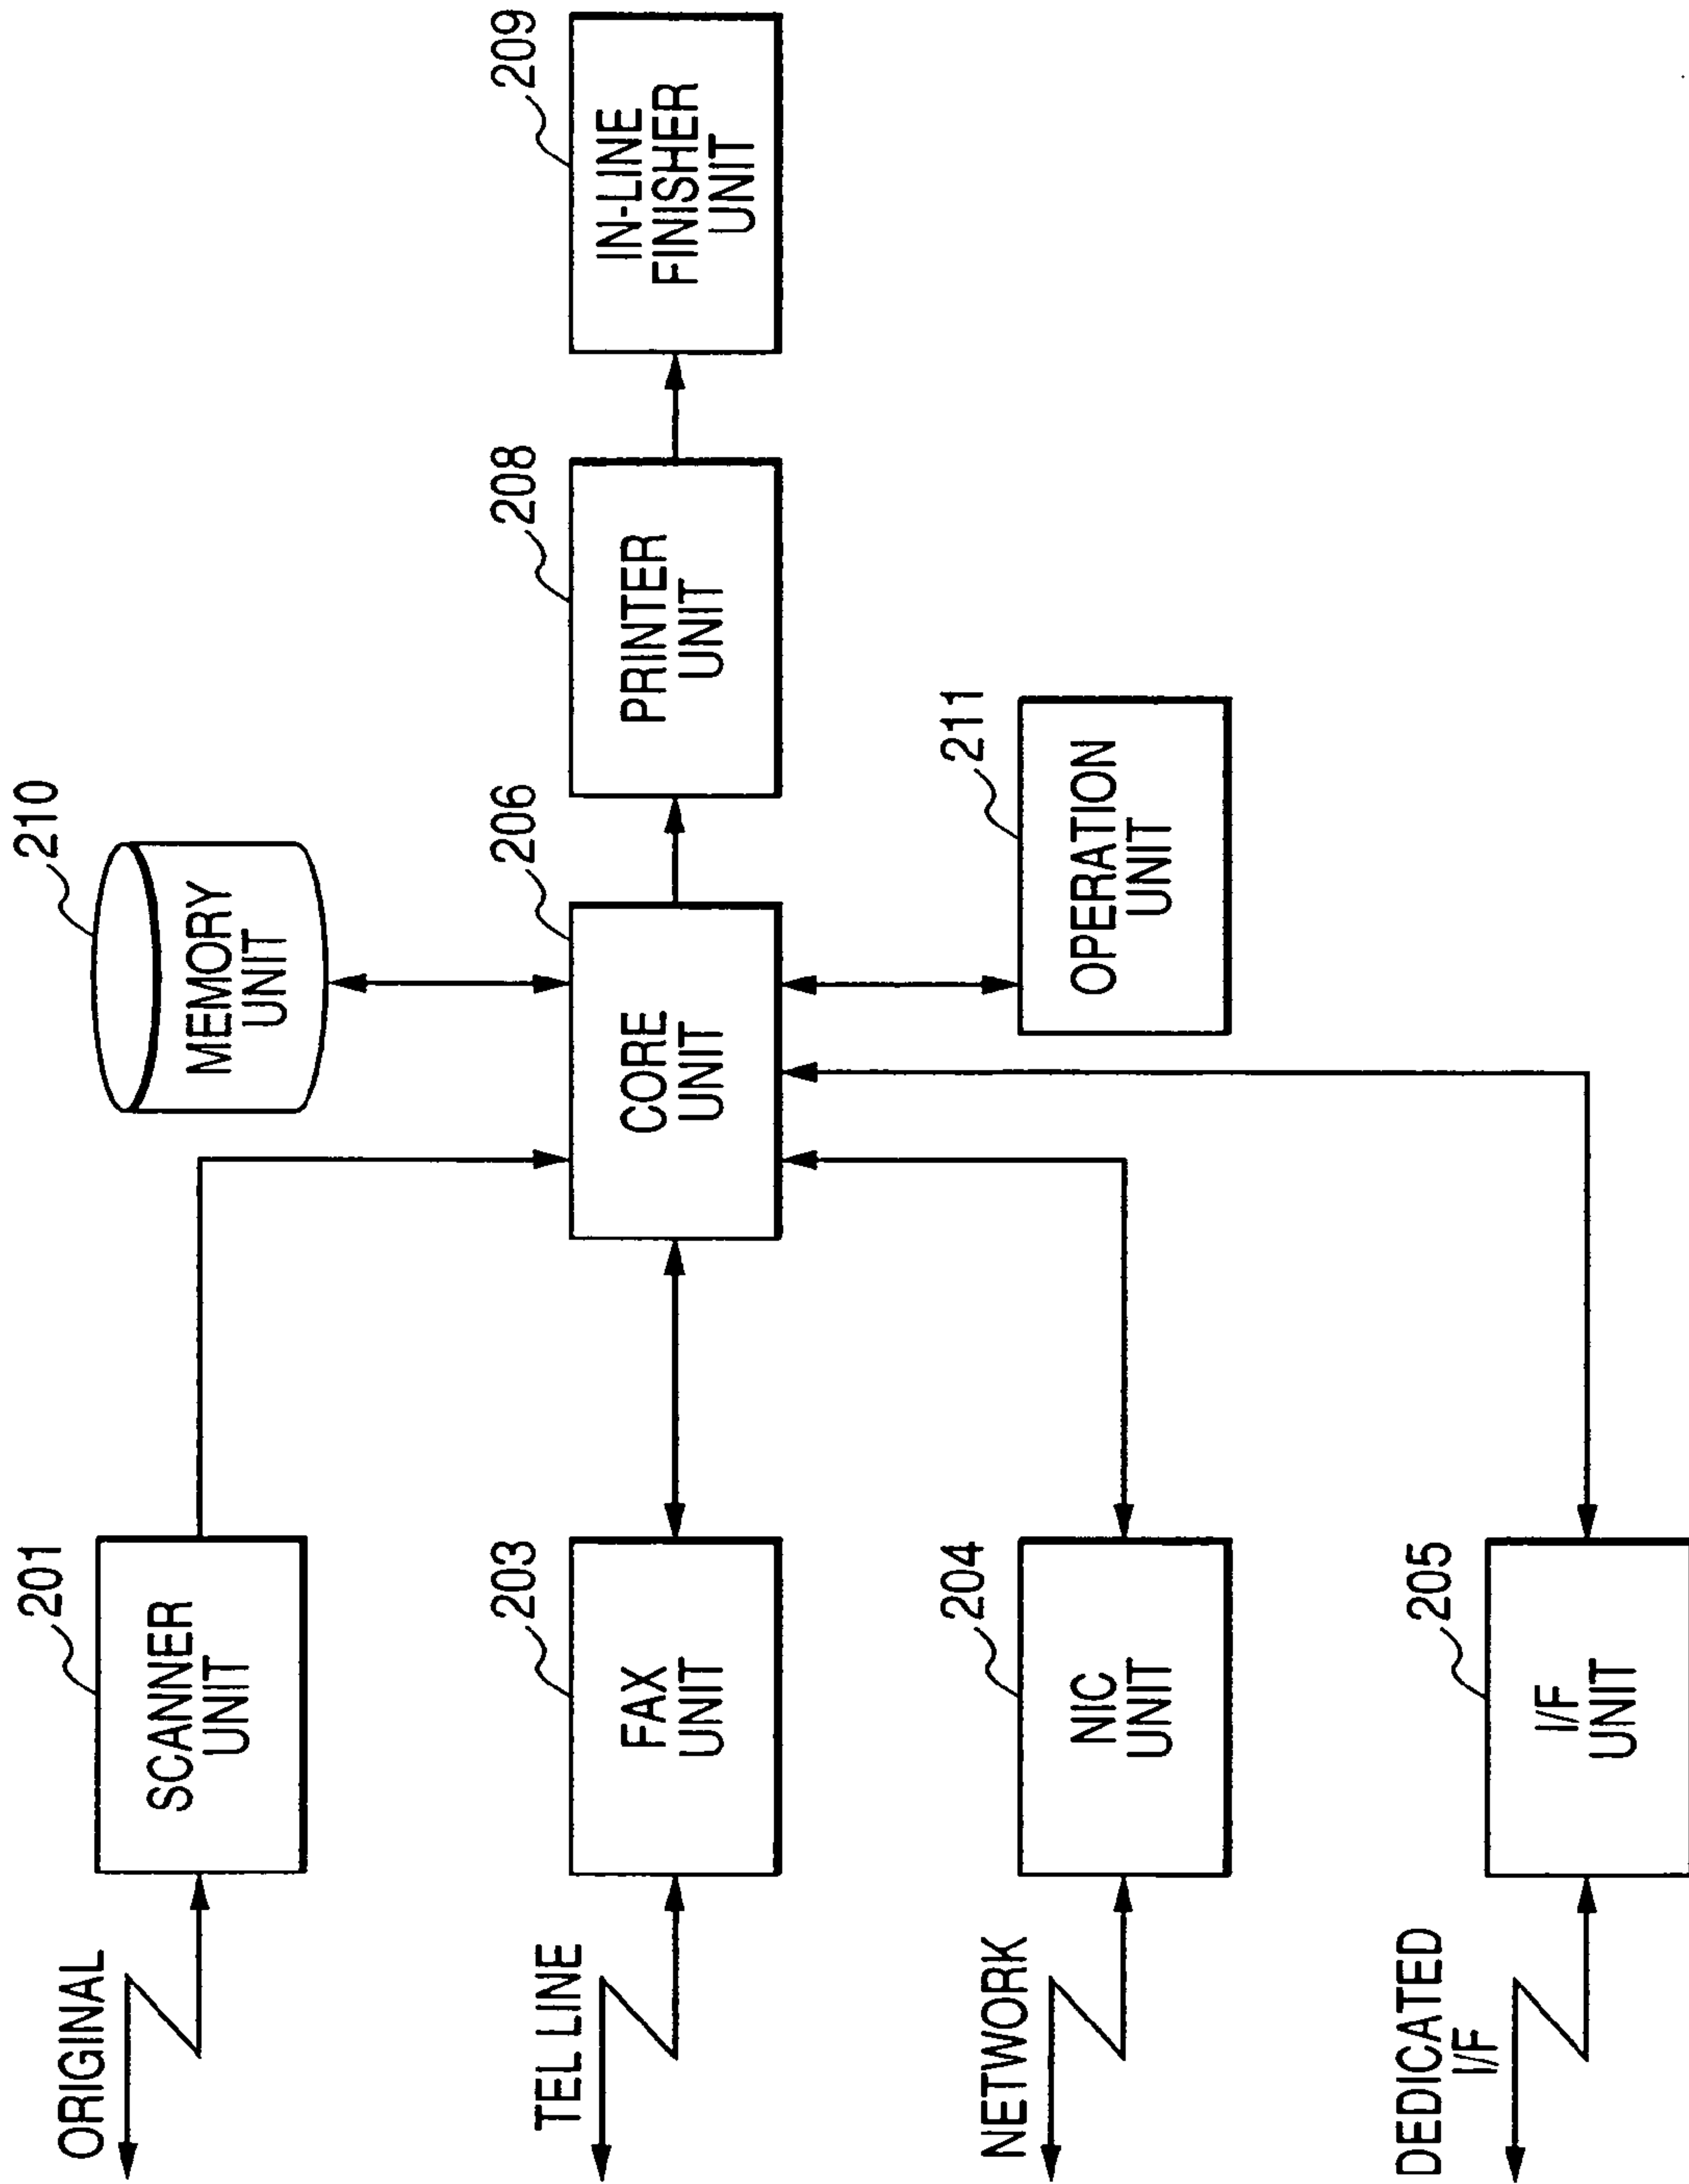 ORIGINAL
201
SCANNER
UNIT
210
MEMORY
UNIT
TEL LINE
203
FAX
UNIT
206
CORE
UNIT
208
PRINTER
UNIT
209
IN-LINE
FINISHER
UNIT
NETWORK
204
NIC
UNIT
211
OPERATION
UNIT
DEDICATED
I/F
205
I/F
UNIT